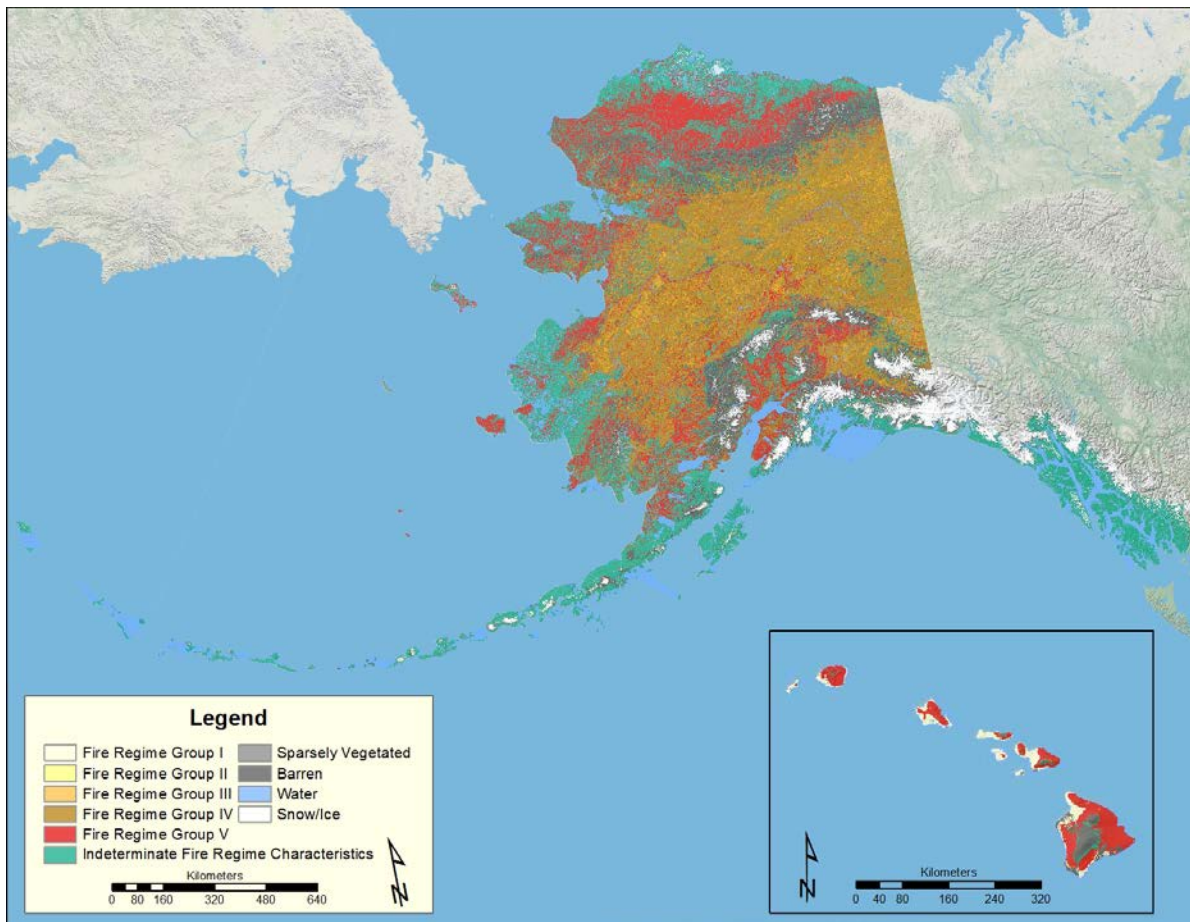 Legend
Fire Regime Group I
Fire Regime Group II
Fire Regime Group III
Fire Regime Group IV
Fire Regime Group V
Indeterminate Fire Regime Characteristics
Sparsely Vegetated
Barren
Water
Snow/Ice
Kilometers
0 80 160 320 480 640
N
N
Kilometers
0 40 80 160 240 320